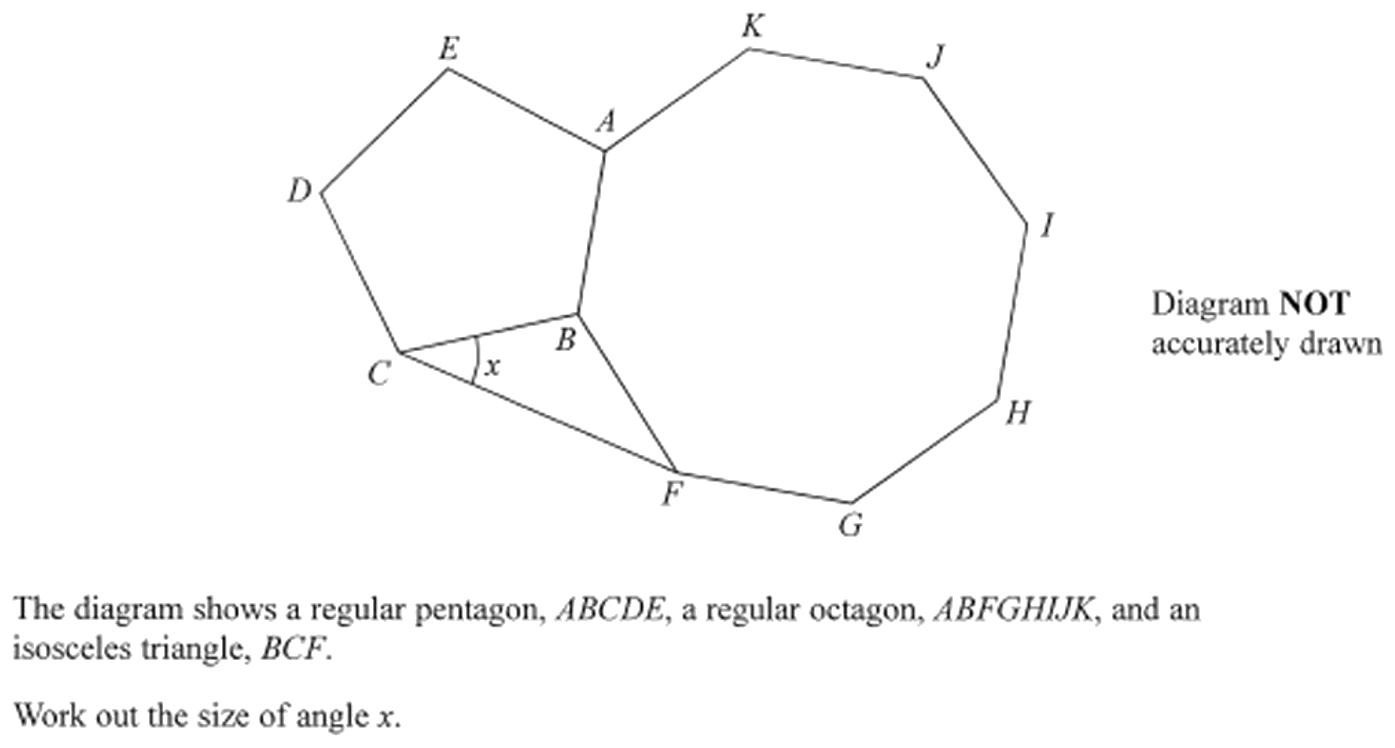 K
E
J
A
D
I
Diagram NOT
accurately drawn
B
x
C
H
F
G
The diagram shows a regular pentagon, ABCDE, a regular octagon, ABFGHIJK, and an
isosceles triangle, BCF.
Work out the size of angle x.